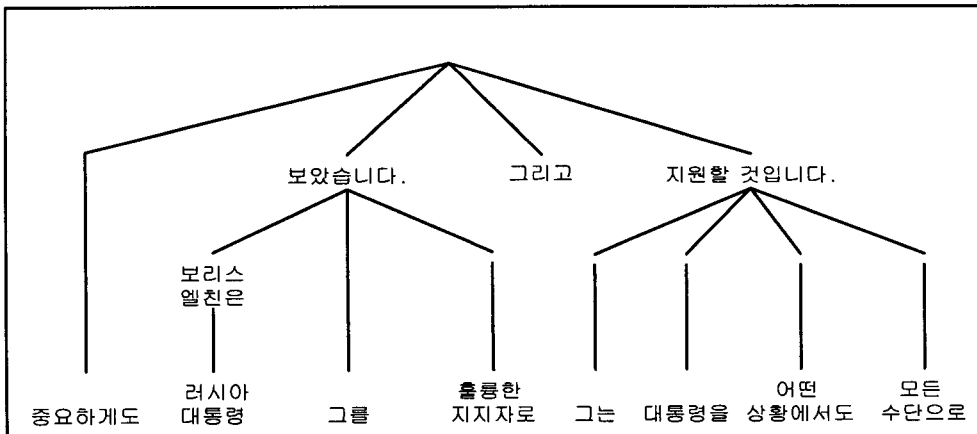 보았습니다.
그리고
지원할 것입니다.
보리스
엘친은
중요하게도
러시아
대통령
그를
훌륭한
지지자로
그는
대통령을
어떤
상황에서도
모든
수단으로